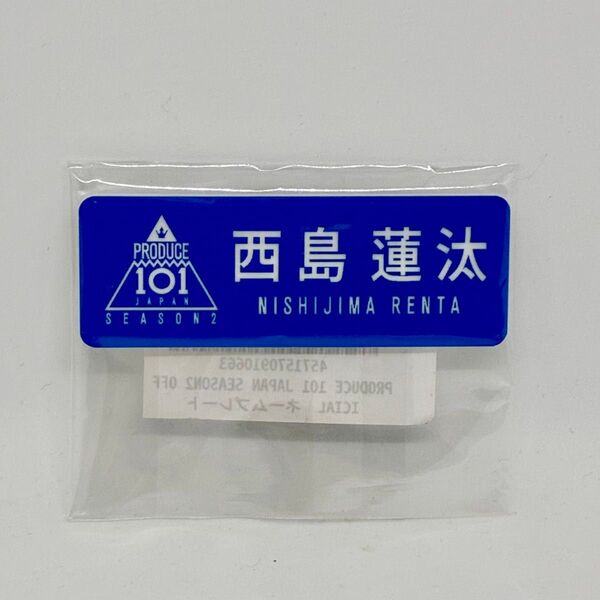 PRODUCE
101
JAPAN
SEASON2
西島 蓮汰
NISHIJIMA RENTA
4571570910663
PRODUCE 101 JAPAN SEASON2 OFF
ICIAL ネームプレート